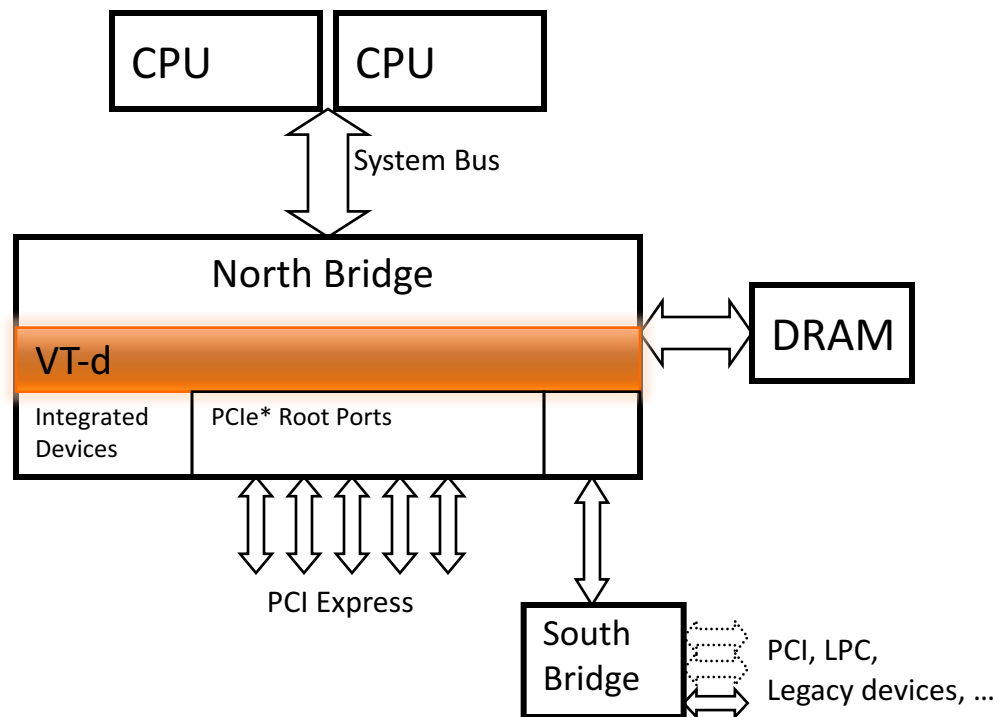 CPU
CPU
System Bus
North Bridge
VT-d
DRAM
Integrated
Devices
PCIe* Root Ports
PCI Express
South
Bridge
PCI, LPC,
Legacy devices, ...